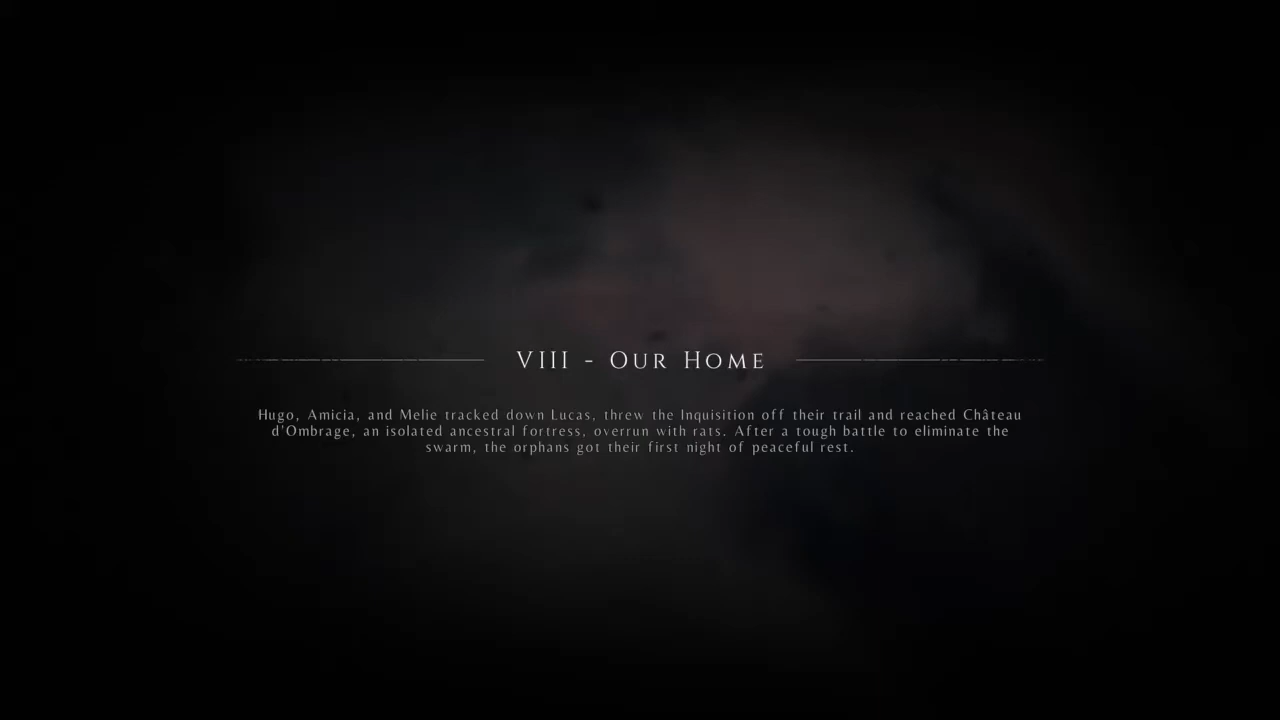 VIII - Our Home
Hugo, Amicia, and Melie tracked down Lucas, threw the Inquisition off their trail and reached Château
d'Ombrage, an isolated ancestral fortress, overrun with rats. After a tough battle to eliminate the
swarm, the orphans got their first night of peaceful rest.